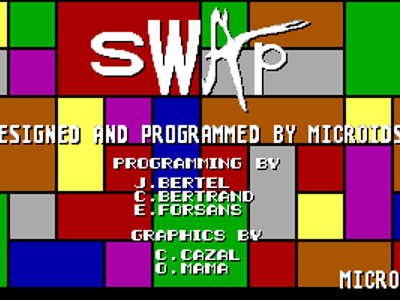 SWAP
ESIGNED AND PROGRAMMED BY MICROIDS
PROGRAMMING BY
J.BERTEL
C.BERTRAND
E.FORSANS
GRAPHICS BY
C.CAZAL
O.MAMA
MICRO